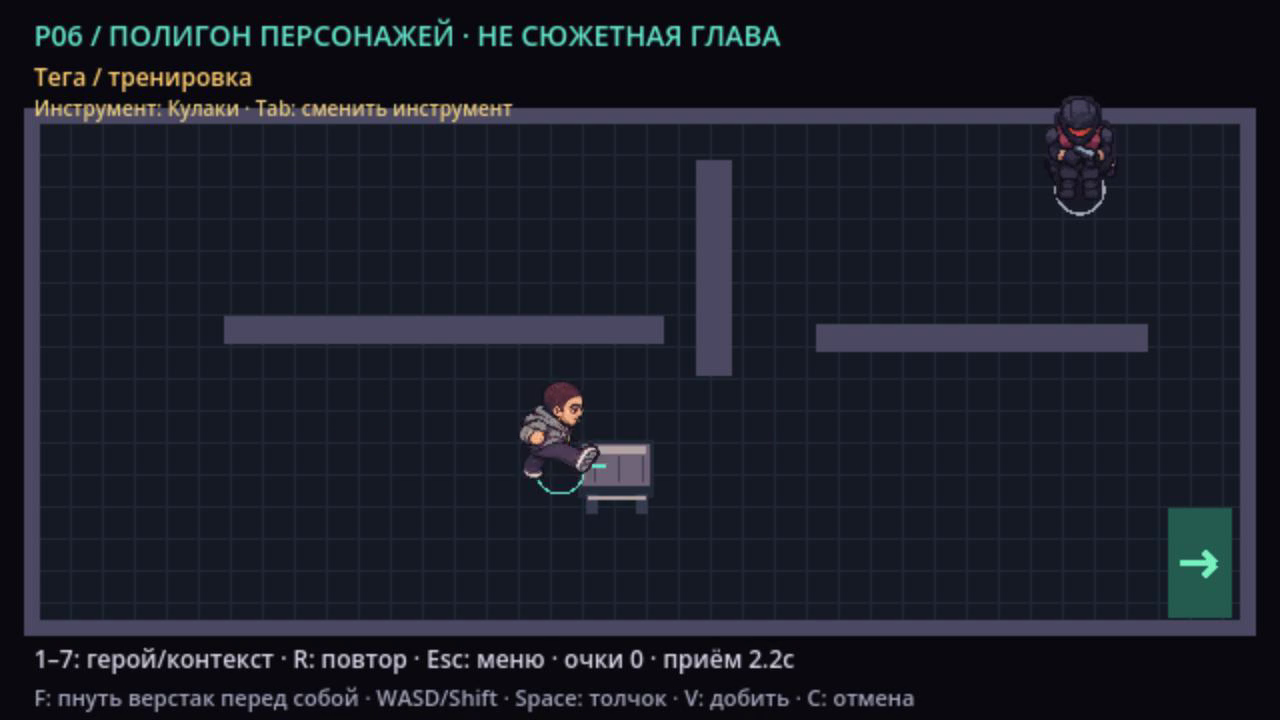 P06 / ПОЛИГОН ПЕРСОНАЖЕЙ · НЕ СЮЖЕТНАЯ ГЛАВА
Тега / тренировка
Инструмент: Кулаки · Tab: сменить инструмент
→
1–7: герой/контекст · R: повтор · Esc: меню · очки 0 · приём 2.2с
F: пнуть верстак перед собой · WASD/Shift · Space: толчок · V: добить · C: отмена